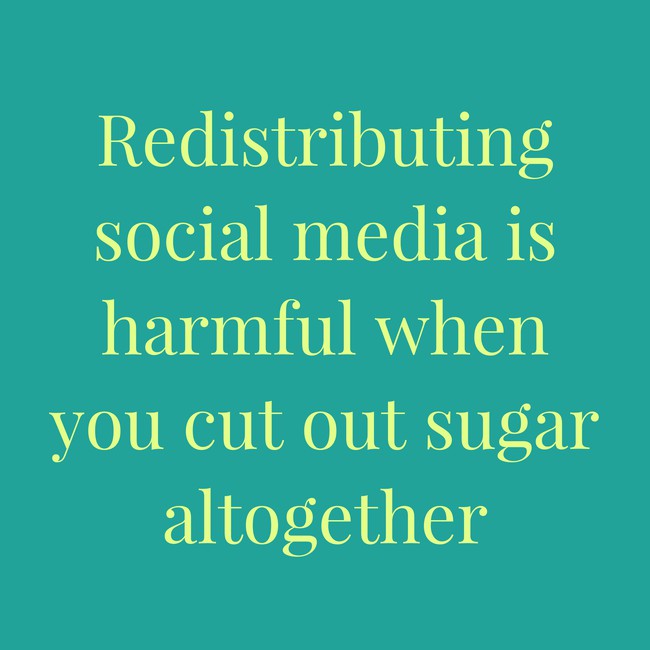 Redistributing
social media is
harmful when
you cut out sugar
altogether